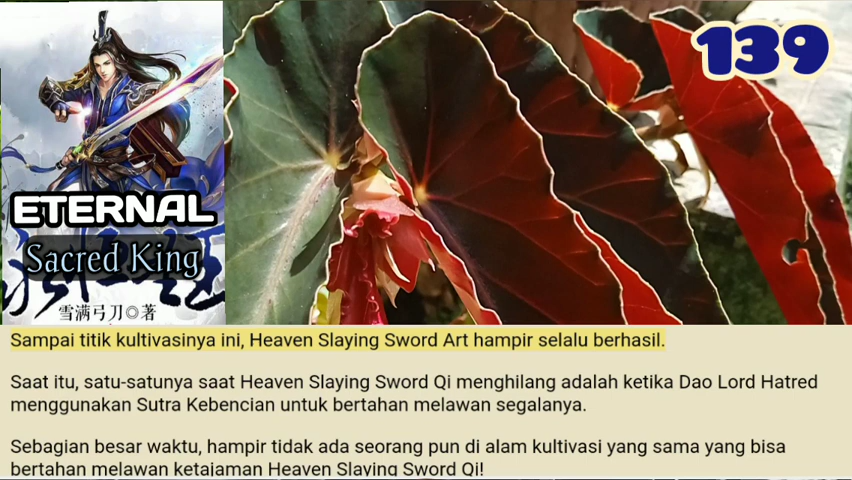 139
ETERNAL
Sacred King
雪满弓刀◎著
Sampai titik kultivasinya ini, Heaven Slaying Sword Art hampir selalu berhasil.
Saat itu, satu-satunya saat Heaven Slaying Sword Qi menghilang adalah ketika Dao Lord Hatred
menggunakan Sutra Kebencian untuk bertahan melawan segalanya.
Sebagian besar waktu, hampir tidak ada seorang pun di alam kultivasi yang sama yang bisa
bertahan melawan ketajaman Heaven Slaying Sword Qi!